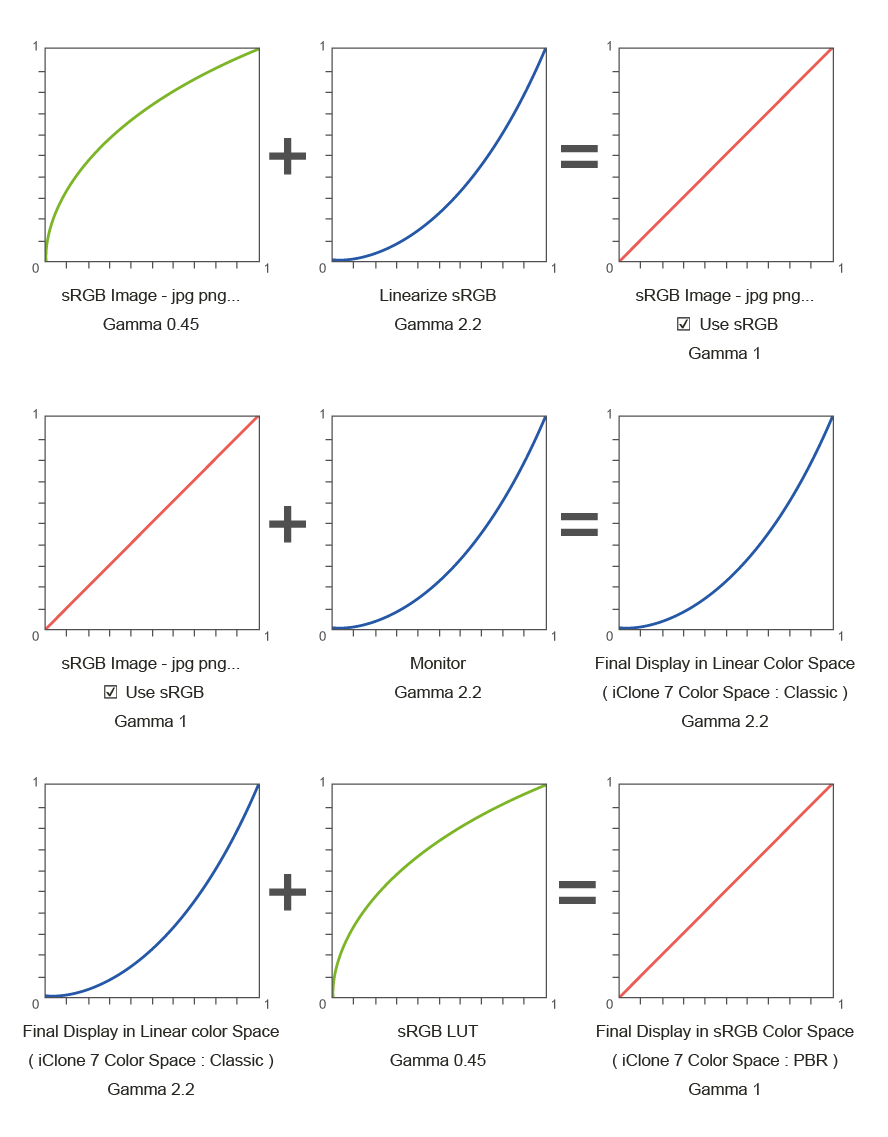 1 1 1
0 1 0 1 0 1
sRGB Image - jpg png... Linearize sRGB sRGB Image - jpg png...
Gamma 0.45 Gamma 2.2 ☑ Use sRGB
Gamma 1
1 1 1
0 1 0 1 0 1
sRGB Image - jpg png... Monitor Final Display in Linear Color Space
☑ Use sRGB Gamma 2.2 ( iClone 7 Color Space : Classic )
Gamma 1 Gamma 2.2
1 1 1
0 1 0 1 0 1
Final Display in Linear color Space sRGB LUT Final Display in sRGB Color Space
( iClone 7 Color Space : Classic ) Gamma 0.45 ( iClone 7 Color Space : PBR )
Gamma 2.2 Gamma 1